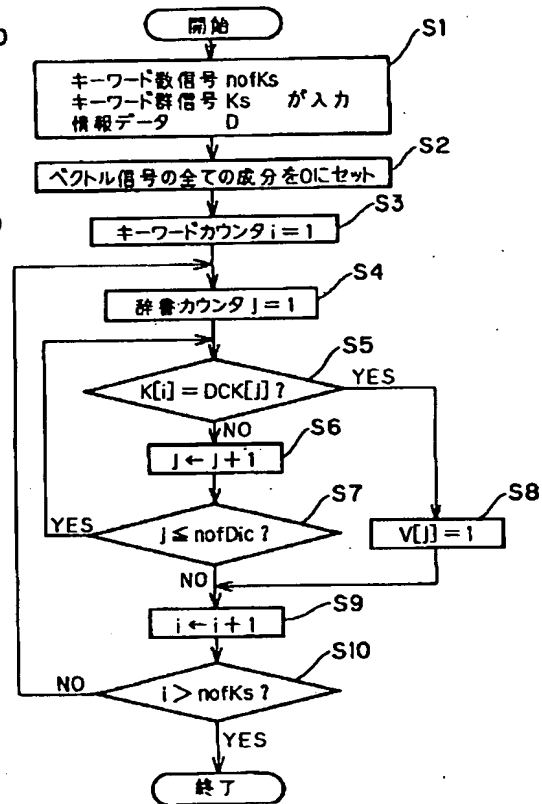 開始
S1
キーワード数信号 nofKs
キーワード群信号 Ks が入力
情報データ D
S2
ベクトル信号の全ての成分を0にセット
S3
キーワードカウンタ i=1
S4
辞書カウンタ J=1
S5
K[i]=DCK[J]?
YES
NO
S6
J←J+1
S7
j≦nofDic?
YES
S8
V[J]=1
NO
S9
i←i+1
S10
i>nofKs?
NO
YES
終了